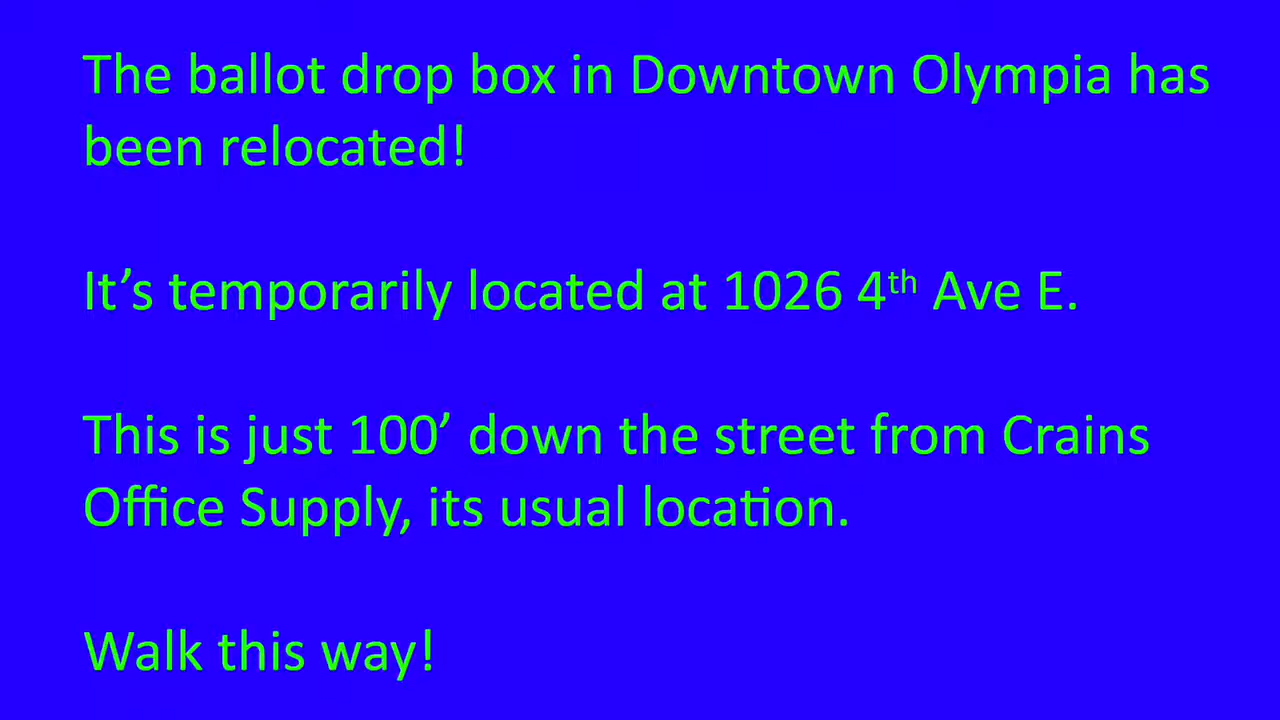 The ballot drop box in Downtown Olympia has
been relocated!
It’s temporarily located at 1026 4th Ave E.
This is just 100’ down the street from Crains
Office Supply, its usual location.
Walk this way!